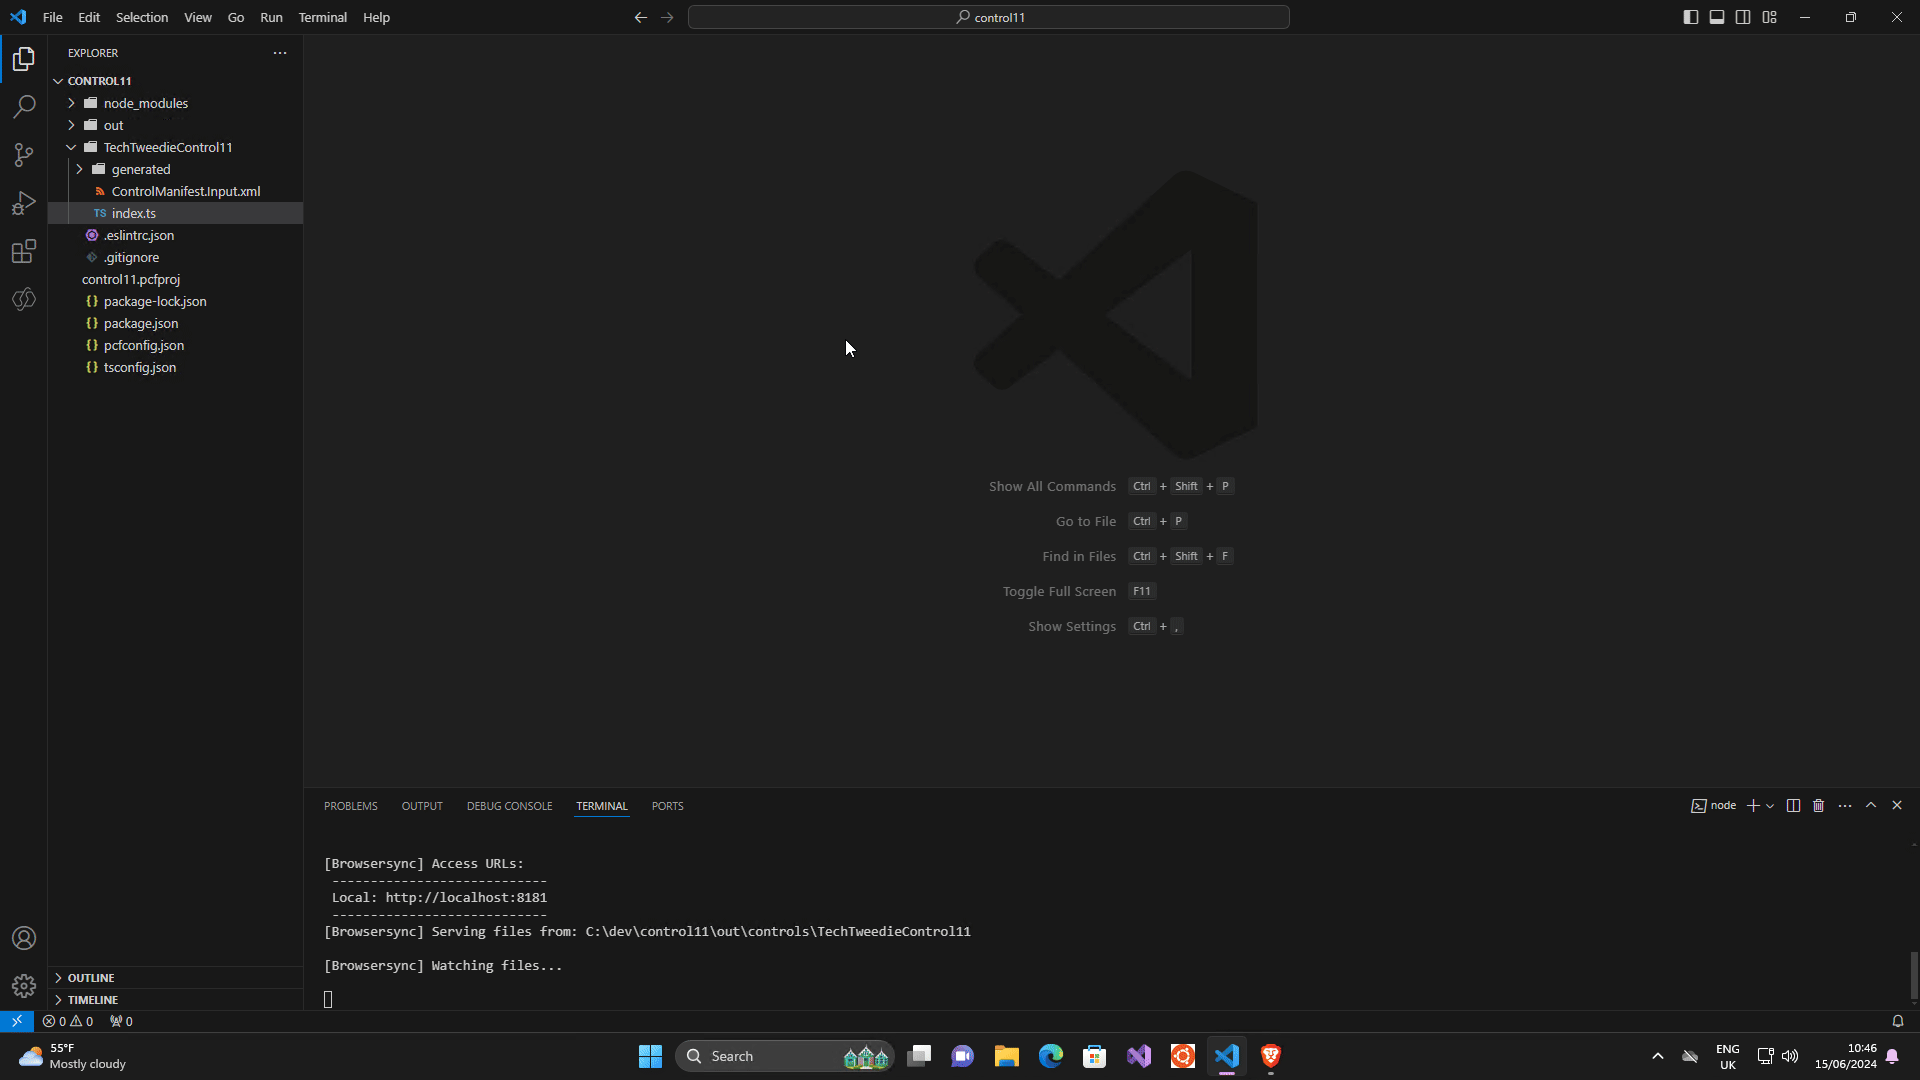 File Edit Selection View Go Run Terminal Help
control11
EXPLORER
CONTROL11
node_modules
out
TechTweedieControl11
generated
ControlManifest.Input.xml
TS index.ts
.eslintrc.json
.gitignore
control11.pcfproj
{} package-lock.json
{} package.json
{} pcfconfig.json
{} tsconfig.json
Show All Commands Ctrl + Shift + P
Go to File Ctrl + P
Find in Files Ctrl + Shift + F
Toggle Full Screen F11
Show Settings Ctrl + ,
PROBLEMS OUTPUT DEBUG CONSOLE TERMINAL PORTS
node
[Browsersync] Access URLs:
----------------------------
Local: http://localhost:8181
----------------------------
[Browsersync] Serving files from: C:\dev\control11\out\controls\TechTweedieControl11
[Browsersync] Watching files...
OUTLINE
TIMELINE
0 0 0
55°F
Mostly cloudy
Search
ENG
UK
10:46
15/06/2024